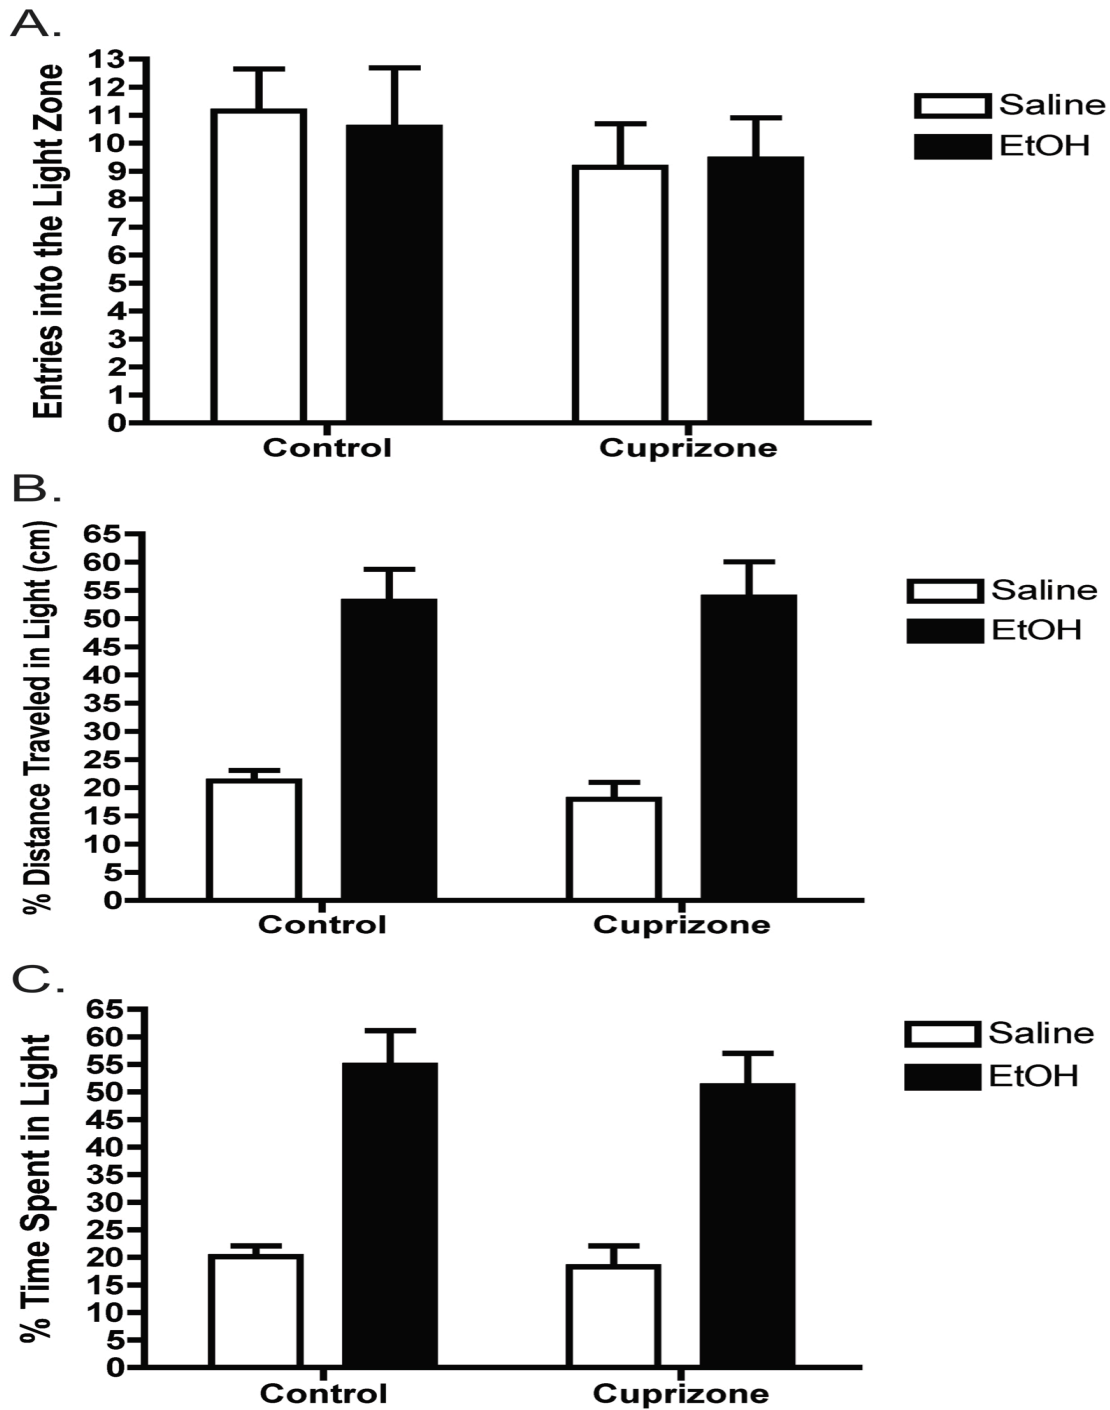 A.
Entries into the Light Zone
13
12
11
10
9
8
7
6
5
4
3
2
1
0
Control
Cuprizone
Saline
EtOH
B.
% Distance Traveled in Light (cm)
65
60
55
50
45
40
35
30
25
20
15
10
5
0
Control
Cuprizone
Saline
EtOH
C.
% Time Spent in Light
65
60
55
50
45
40
35
30
25
20
15
10
5
0
Control
Cuprizone
Saline
EtOH